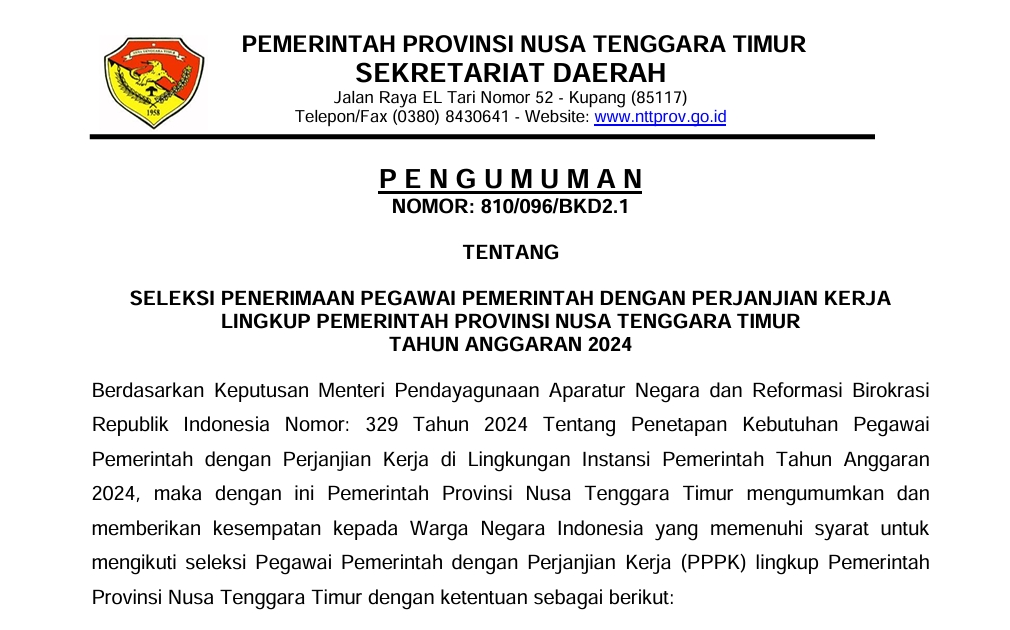 NUSA TENGGARA TIMUR
1958
PEMERINTAH PROVINSI NUSA TENGGARA TIMUR
SEKRETARIAT DAERAH
Jalan Raya EL Tari Nomor 52 - Kupang (85117)
Telepon/Fax (0380) 8430641 - Website: www.nttprov.go.id
P E N G U M U M A N
NOMOR: 810/096/BKD2.1
TENTANG
SELEKSI PENERIMAAN PEGAWAI PEMERINTAH DENGAN PERJANJIAN KERJA
LINGKUP PEMERINTAH PROVINSI NUSA TENGGARA TIMUR
TAHUN ANGGARAN 2024
Berdasarkan Keputusan Menteri Pendayagunaan Aparatur Negara dan Reformasi Birokrasi
Republik Indonesia Nomor: 329 Tahun 2024 Tentang Penetapan Kebutuhan Pegawai
Pemerintah dengan Perjanjian Kerja di Lingkungan Instansi Pemerintah Tahun Anggaran
2024, maka dengan ini Pemerintah Provinsi Nusa Tenggara Timur mengumumkan dan
memberikan kesempatan kepada Warga Negara Indonesia yang memenuhi syarat untuk
mengikuti seleksi Pegawai Pemerintah dengan Perjanjian Kerja (PPPK) lingkup Pemerintah
Provinsi Nusa Tenggara Timur dengan ketentuan sebagai berikut: